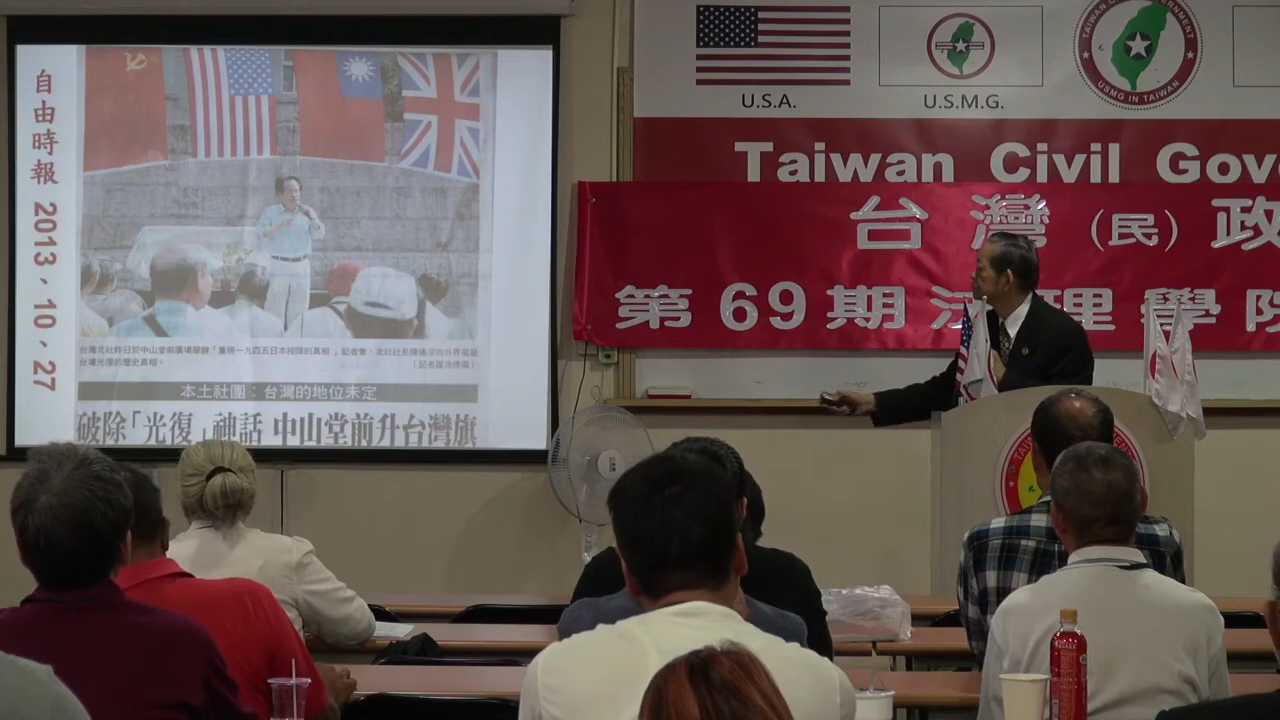 自由時報 2013、10、27
台灣北社昨日於中山堂前廣場舉辦「重現一九四五日本投降的真相」記者會，北社社長陳
台灣光復的歷史真相。
本土社團：台灣的地位未定
破除「光復」神話 中山堂前升台灣旗
U.S.A.
U.S.M.G.
USMG IN TAIWAN
Taiwan Civil Gov
台灣（民）政
第69期 理學院